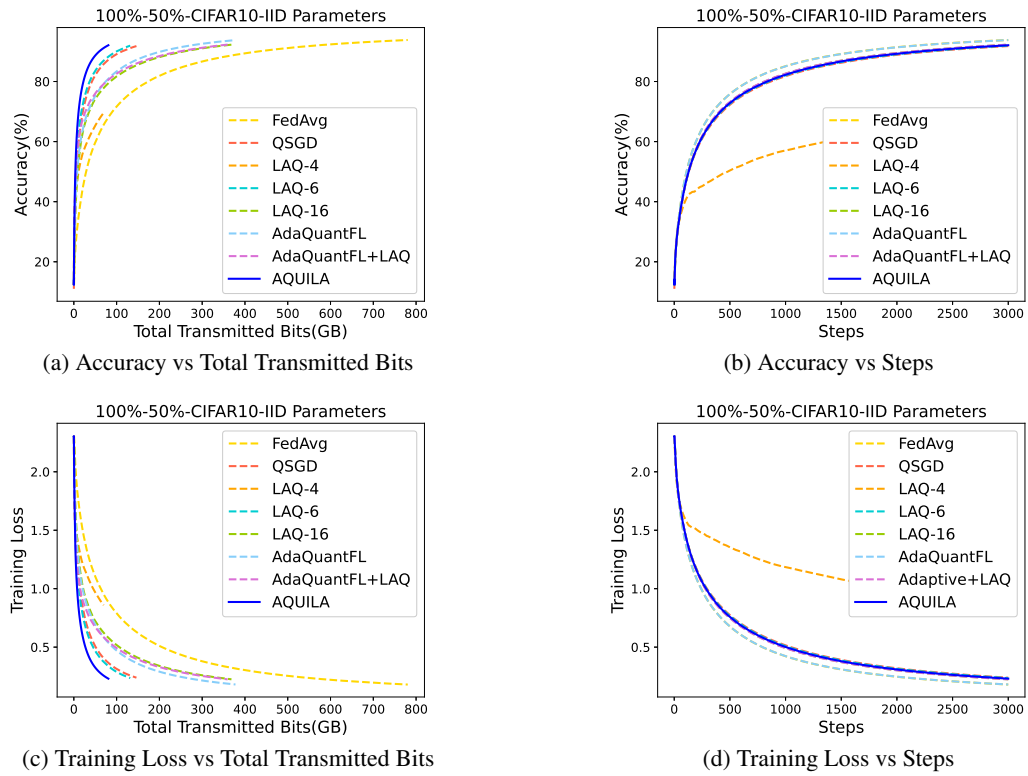 100%-50%-CIFAR10-IID Parameters
Accuracy(%)
80
60
40
20
FedAvg
QSGD
LAQ-4
LAQ-6
LAQ-16
AdaQuantFL
AdaQuantFL+LAQ
AQUILA
0 100 200 300 400 500 600 700 800
Total Transmitted Bits(GB)
(a) Accuracy vs Total Transmitted Bits
100%-50%-CIFAR10-IID Parameters
Accuracy(%)
80
60
40
20
FedAvg
QSGD
LAQ-4
LAQ-6
LAQ-16
AdaQuantFL
AdaQuantFL+LAQ
AQUILA
0 500 1000 1500 2000 2500 3000
Steps
(b) Accuracy vs Steps
100%-50%-CIFAR10-IID Parameters
Training Loss
2.0
1.5
1.0
0.5
FedAvg
QSGD
LAQ-4
LAQ-6
LAQ-16
AdaQuantFL
AdaQuantFL+LAQ
AQUILA
0 100 200 300 400 500 600 700 800
Total Transmitted Bits(GB)
(c) Training Loss vs Total Transmitted Bits
100%-50%-CIFAR10-IID Parameters
Training Loss
2.0
1.5
1.0
0.5
FedAvg
QSGD
LAQ-4
LAQ-6
LAQ-16
AdaQuantFL
Adaptive+LAQ
AQUILA
0 500 1000 1500 2000 2500 3000
Steps
(d) Training Loss vs Steps